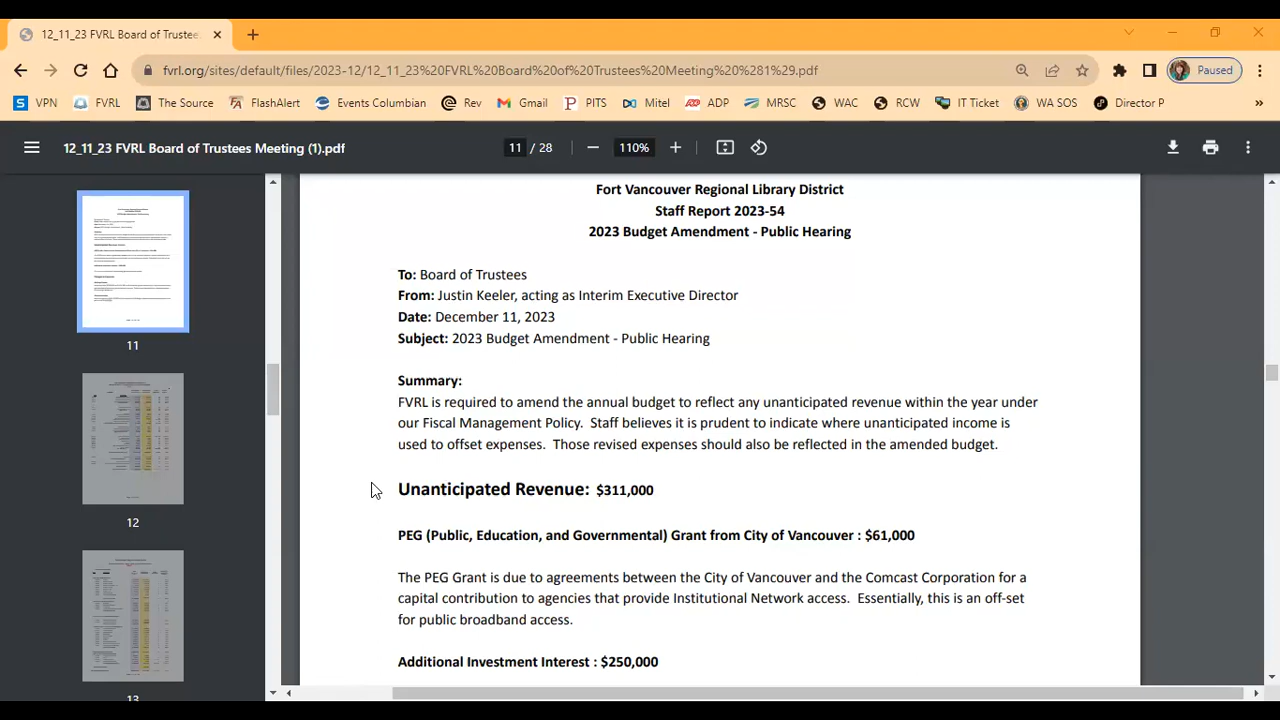 12_11_23 FVRL Board of Trustee
fvrl.org/sites/default/files/2023-12/12_11_23%20FVRL%20Board%20of%20Trustees%20Meeting%20%281%29.pdf
Paused
VPN FVRL The Source FlashAlert Events Columbian Rev Gmail PITS Mitel ADP MRSC WAC RCW IT Ticket WA SOS Director P »
12_11_23 FVRL Board of Trustees Meeting (1).pdf
11 / 28
110%
11
12
13
Fort Vancouver Regional Library District
Staff Report 2023-54
2023 Budget Amendment - Public Hearing
To: Board of Trustees
From: Justin Keeler, acting as Interim Executive Director
Date: December 11, 2023
Subject: 2023 Budget Amendment - Public Hearing
Summary:
FVRL is required to amend the annual budget to reflect any unanticipated revenue within the year under
our Fiscal Management Policy. Staff believes it is prudent to indicate where unanticipated income is
used to offset expenses. Those revised expenses should also be reflected in the amended budget.
Unanticipated Revenue: $311,000
PEG (Public, Education, and Governmental) Grant from City of Vancouver : $61,000
The PEG Grant is due to agreements between the City of Vancouver and the Comcast Corporation for a
capital contribution to agencies that provide Institutional Network access. Essentially, this is an off-set
for public broadband access.
Additional Investment Interest : $250,000